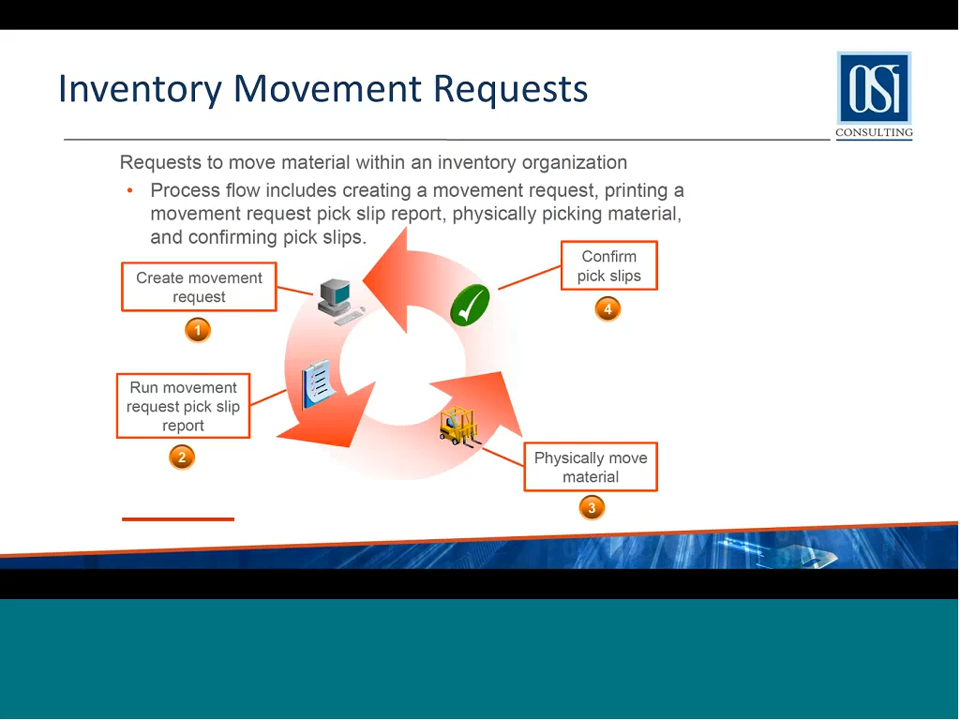 Inventory Movement Requests
OSi
CONSULTING
Requests to move material within an inventory organization
• Process flow includes creating a movement request, printing a
movement request pick slip report, physically picking material,
and confirming pick slips.
Create movement
request
1
Run movement
request pick slip
report
2
Physically move
material
3
Confirm
pick slips
4